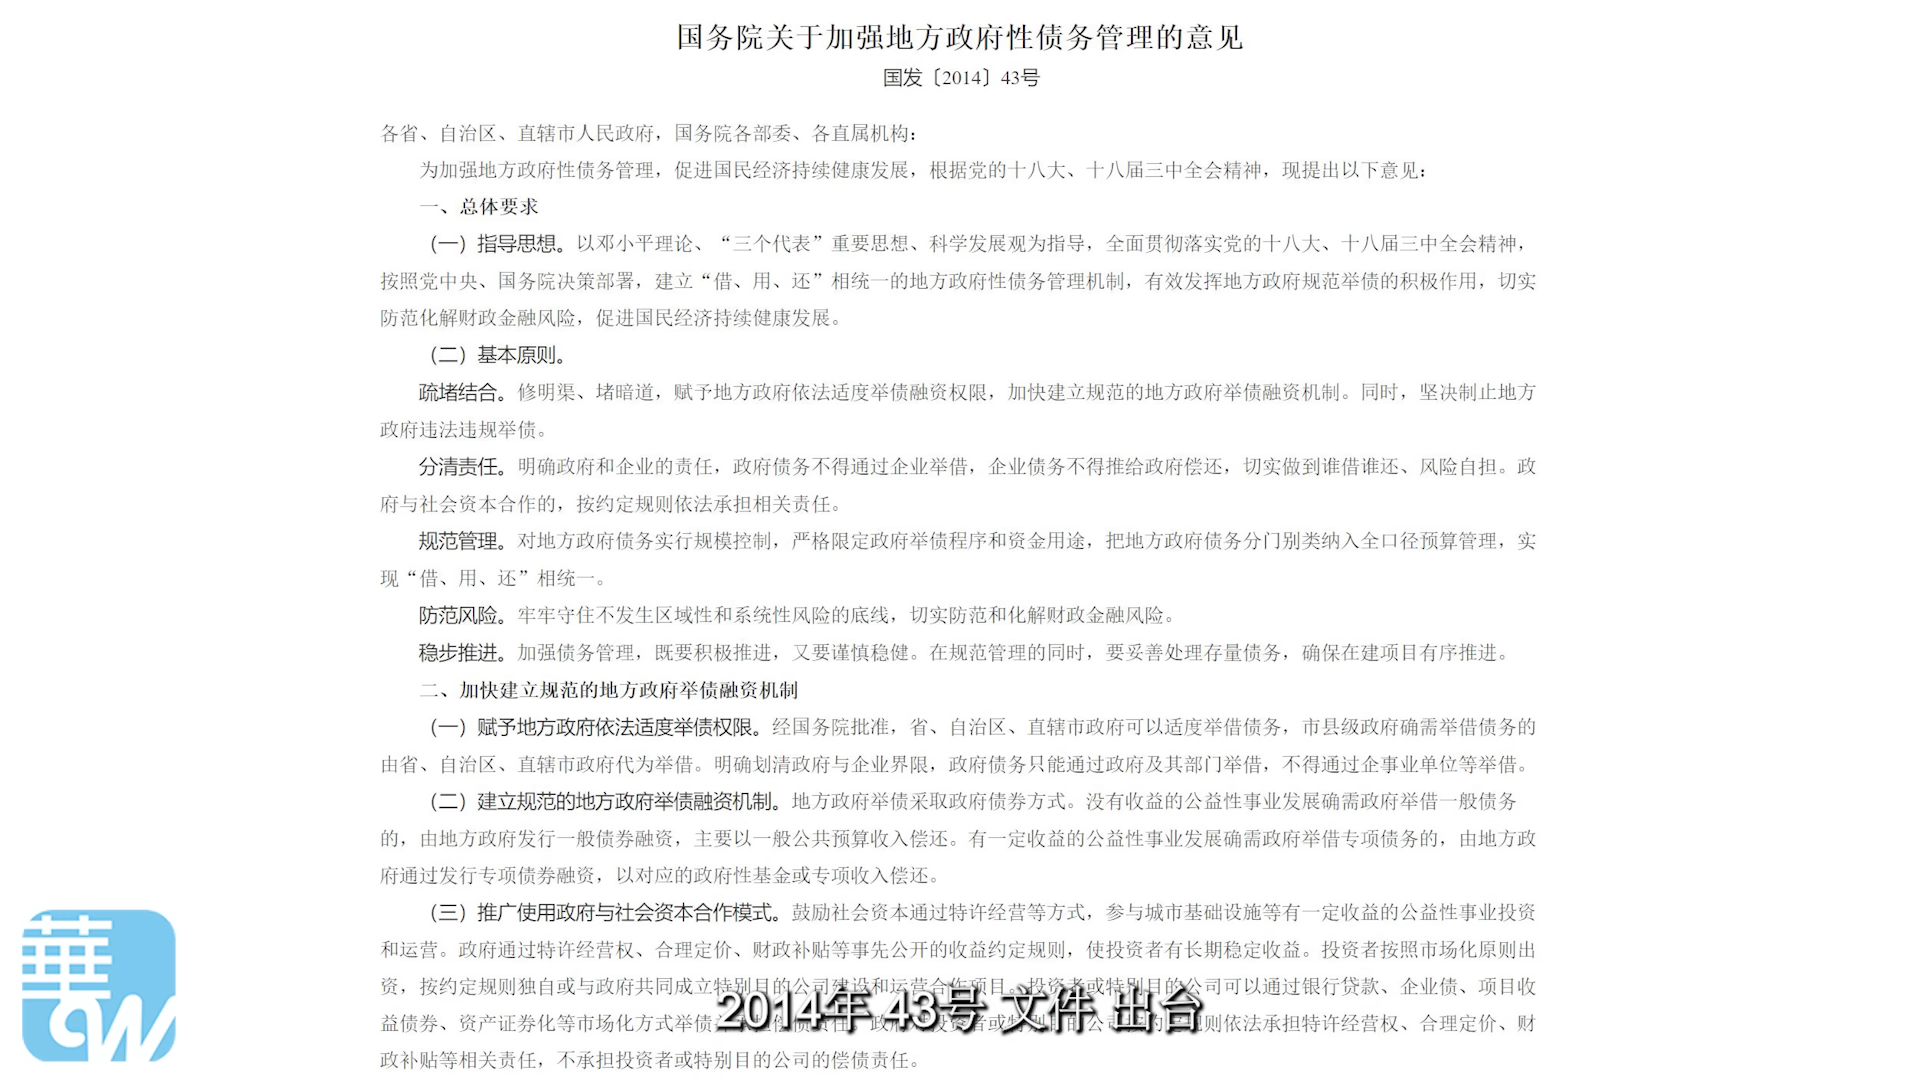 国务院关于加强地方政府性债务管理的意见
国发〔2014〕43号
各省、自治区、直辖市人民政府，国务院各部委、各直属机构：
为加强地方政府性债务管理，促进国民经济持续健康发展，根据党的十八大、十八届三中全会精神，现提出以下意见：
一、总体要求
（一）指导思想。以邓小平理论、“三个代表”重要思想、科学发展观为指导，全面贯彻落实党的十八大、十八届三中全会精神，
按照党中央、国务院决策部署，建立“借、用、还”相统一的地方政府性债务管理机制，有效发挥地方政府规范举债的积极作用，切实
防范化解财政金融风险，促进国民经济持续健康发展。
（二）基本原则。
疏堵结合。修明渠、堵暗道，赋予地方政府依法适度举债融资权限，加快建立规范的地方政府举债融资机制。同时，坚决制止地方
政府违法违规举债。
分清责任。明确政府和企业的责任，政府债务不得通过企业举借，企业债务不得推给政府偿还，切实做到谁借谁还、风险自担。政
府与社会资本合作的，按约定规则依法承担相关责任。
规范管理。对地方政府债务实行规模控制，严格限定政府举债程序和资金用途，把地方政府债务分门别类纳入全口径预算管理，实
现“借、用、还”相统一。
防范风险。牢牢守住不发生区域性和系统性风险的底线，切实防范和化解财政金融风险。
稳步推进。加强债务管理，既要积极推进，又要谨慎稳健。在规范管理的同时，要妥善处理存量债务，确保在建项目有序推进。
二、加快建立规范的地方政府举债融资机制
（一）赋予地方政府依法适度举债权限。经国务院批准，省、自治区、直辖市政府可以适度举借债务，市县级政府确需举借债务的
由省、自治区、直辖市政府代为举借。明确划清政府与企业界限，政府债务只能通过政府及其部门举借，不得通过企事业单位等举借。
（二）建立规范的地方政府举债融资机制。地方政府举债采取政府债券方式。没有收益的公益性事业发展确需政府举借一般债务
的，由地方政府发行一般债券融资，主要以一般公共预算收入偿还。有一定收益的公益性事业发展确需政府举借专项债务的，由地方政
府通过发行专项债券融资，以对应的政府性基金或专项收入偿还。
（三）推广使用政府与社会资本合作模式。鼓励社会资本通过特许经营等方式，参与城市基础设施等有一定收益的公益性事业投资
和运营。政府通过特许经营权、合理定价、财政补贴等事先公开的收益约定规则，使投资者有长期稳定收益。投资者按照市场化原则出
资，按约定规则独自或与政府共同成立特别目的公司建设和运营合作项目。投资者或特别目的公司可以通过银行贷款、企业债、项目收
益债券、资产证券化等市场化方式举债 则依法承担特许经营权、合理定价、财
政补贴等相关责任，不承担投资者或特别目的公司的偿债责任。
2014年 43号 文件 出台
華